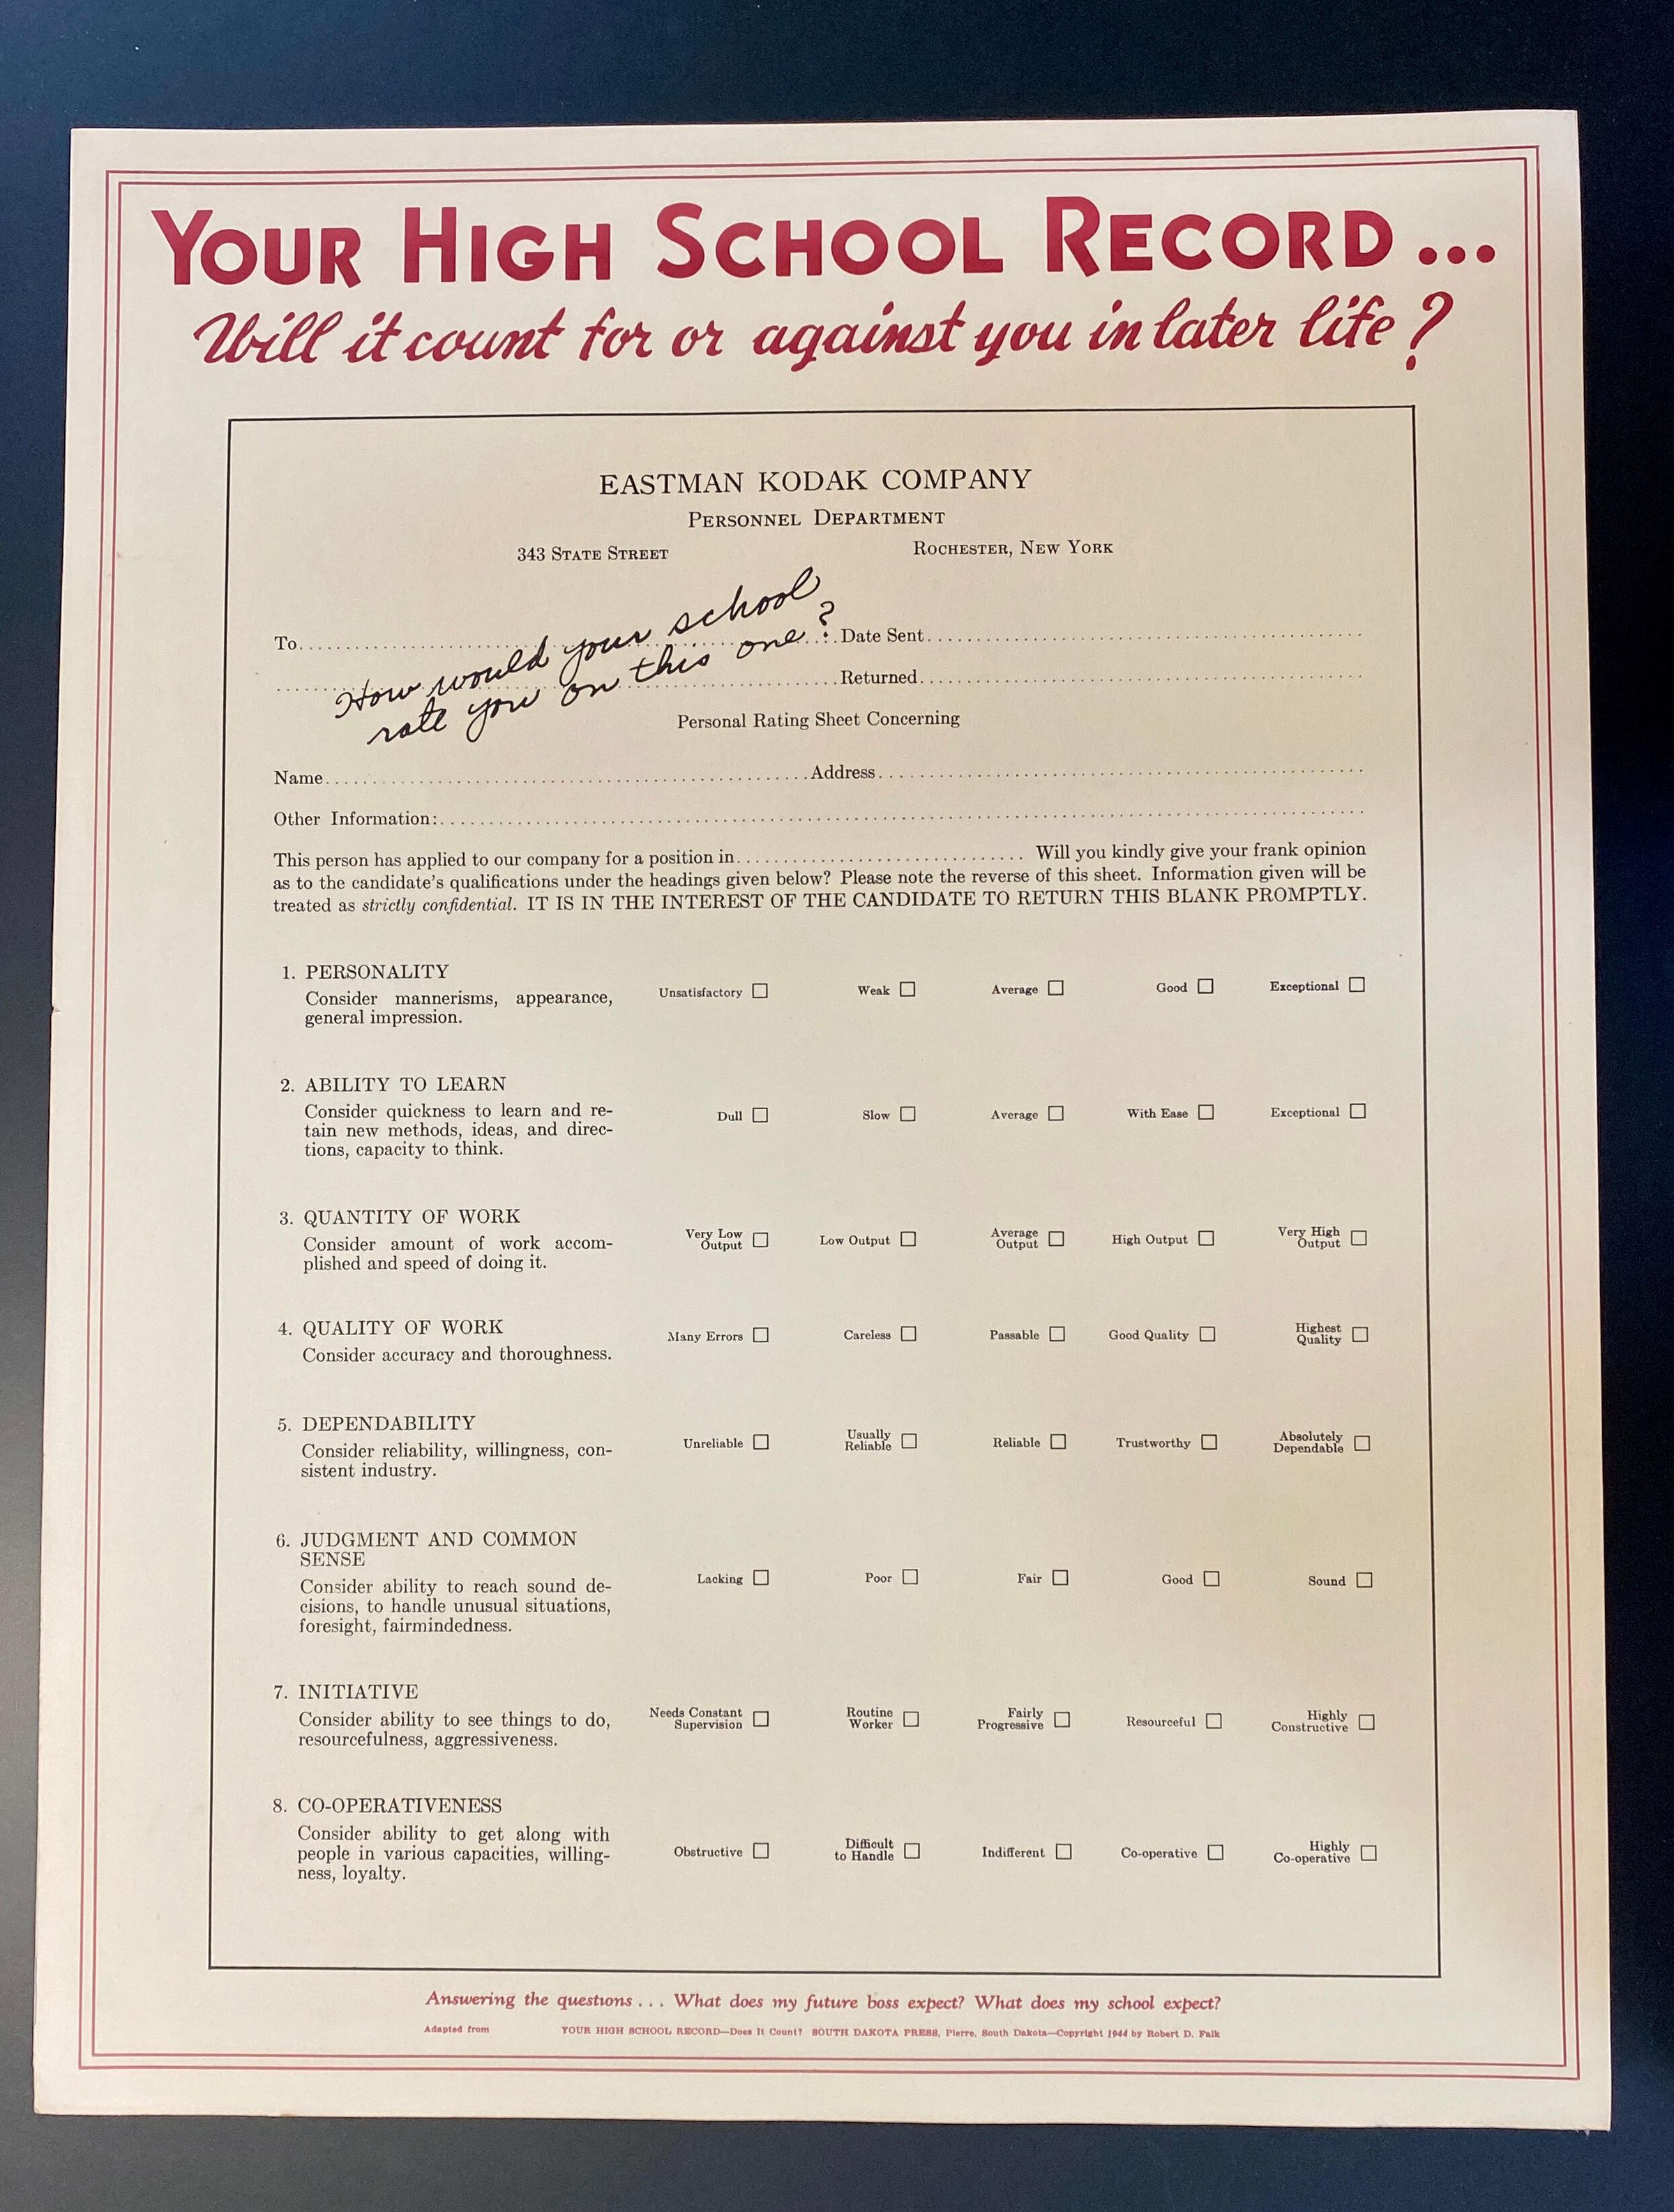 YOUR HIGH SCHOOL RECORD...
Will it count for or against you in later life?
EASTMAN KODAK COMPANY
PERSONNEL DEPARTMENT
343 STATE STREET ROCHESTER, NEW YORK
How would your school
rate you on this one?
To Date Sent
Returned
Personal Rating Sheet Concerning
Name Address
Other Information:
This person has applied to our company for a position in Will you kindly give your frank opinion
as to the candidate's qualifications under the headings given below? Please note the reverse of this sheet. Information given will be
treated as strictly confidential. IT IS IN THE INTEREST OF THE CANDIDATE TO RETURN THIS BLANK PROMPTLY.
1. PERSONALITY
Consider mannerisms, appearance,
general impression.
Unsatisfactory Weak Average Good Exceptional
2. ABILITY TO LEARN
Consider quickness to learn and re-
tain new methods, ideas, and direc-
tions, capacity to think.
Dull Slow Average With Ease Exceptional
3. QUANTITY OF WORK
Consider amount of work accom-
plished and speed of doing it.
Very Low Output Low Output Average Output High Output Very High Output
4. QUALITY OF WORK
Consider accuracy and thoroughness.
Many Errors Careless Passable Good Quality Highest Quality
5. DEPENDABILITY
Consider reliability, willingness, con-
sistent industry.
Unreliable Usually Reliable Reliable Trustworthy Absolutely Dependable
6. JUDGMENT AND COMMON
SENSE
Consider ability to reach sound de-
cisions, to handle unusual situations,
foresight, fairmindedness.
Lacking Poor Fair Good Sound
7. INITIATIVE
Consider ability to see things to do,
resourcefulness, aggressiveness.
Needs Constant Supervision Routine Worker Fairly Progressive Resourceful Highly Constructive
8. CO-OPERATIVENESS
Consider ability to get along with
people in various capacities, willing-
ness, loyalty.
Obstructive Difficult to Handle Indifferent Co-operative Highly Co-operative
Answering the questions... What does my future boss expect? What does my school expect?
Adapted from YOUR HIGH SCHOOL RECORD—Does It Count? SOUTH DAKOTA PRESS, Pierre, South Dakota—Copyright 1944 by Robert D. Falk